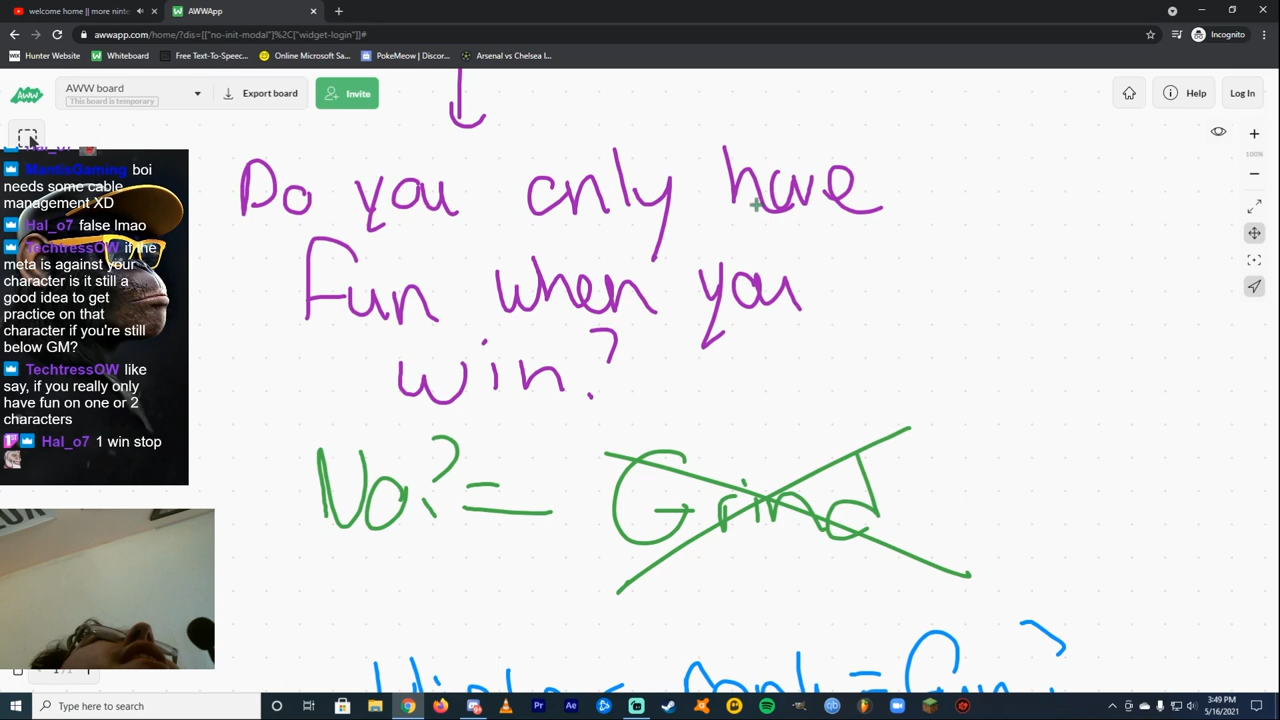 welcome home || more ninte
AWWApp
awwapp.com/home/?dis=[["no-init-modal"]%2C["widget-login"]]#
Incognito
Hunter Website
Whiteboard
Free Text-To-Speec...
Online Microsoft Sa...
PokeMeow | Discor...
Arsenal vs Chelsea l...
AWW board
This board is temporary
Export board
Invite
Help
Log In
100%
MantisGaming boi
needs some cable
management XD
Hal_o7 false lmao
TechtressOW if the
meta is against your
character is it still a
good idea to get
practice on that
character if you're still
below GM?
TechtressOW like
say, if you really only
have fun on one or 2
characters
Hal_o7 1 win stop
Do you only have
Fun when you
win?
No? = Grind
Type here to search
3:49 PM
5/16/2021